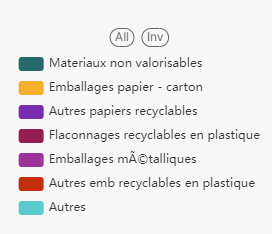 All Inv
Materiaux non valorisables
Emballages papier - carton
Autres papiers recyclables
Flaconnages recyclables en plastique
Emballages mÃ©talliques
Autres emb recyclables en plastique
Autres